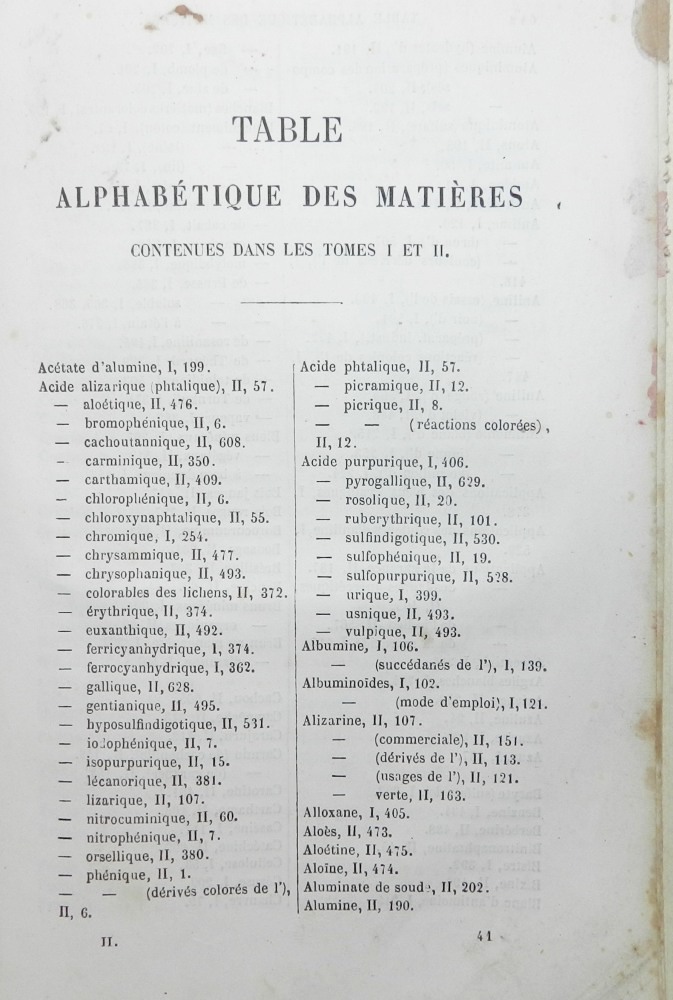 TABLE
ALPHABÉTIQUE DES MATIÈRES
CONTENUES DANS LES TOMES I ET II.
Acétate d'alumine, I, 199.
Acide alizarique (phtalique), II, 57.
— aloétique, II, 476.
— bromophénique, II, 6.
— cachoutannique, II, 608.
— carminique, II, 350.
— carthamique, II, 409.
— chlorophénique, II, 6.
— chloroxynaphtalique, II, 55.
— chromique, I, 254.
— chrysammique, II, 477.
— chrysophanique, II, 493.
— colorables des lichens, II, 372.
— érythrique, II, 374.
— euxanthique, II, 492.
— ferricyanhydrique, I, 374.
— ferrocyanhydrique, I, 362.
— gallique, II, 628.
— gentianique, II, 495.
— hyposulfindigotique, II, 531.
— iodophénique, II, 7.
— isopurpurique, II, 15.
— lécanorique, II, 381.
— lizarique, II, 107.
— nitrocuminique, II, 60.
— nitrophénique, II, 7.
— orsellique, II, 380.
— phénique, II, 1.
— — (dérivés colorés de l'),
II, 6.
Acide phtalique, II, 57.
— picramique, II, 12.
— picrique, II, 8.
— — (réactions colorées),
II, 12.
Acide purpurique, I, 406.
— pyrogallique, II, 629.
— rosolique, II, 20.
— ruberythrique, II, 101.
— sulfindigotique, II, 530.
— sulfophénique, II, 19.
— sulfopurpurique, II, 528.
— urique, I, 399.
— usnique, II, 493.
— vulpique, II, 493.
Albumine, I, 106.
— (succédanés de l'), I, 139.
Albuminoïdes, I, 102.
— (mode d'emploi), I, 121.
Alizarine, II, 107.
— (commerciale), II, 151.
— (dérivés de l'), II, 113.
— (usages de l'), II, 121.
— verte, II, 163.
Alloxane, I, 405.
Aloès, II, 473.
Aloétine, II, 475.
Aloïne, II, 474.
Aluminate de soude, II, 202.
Alumine, II, 190.
II.
41